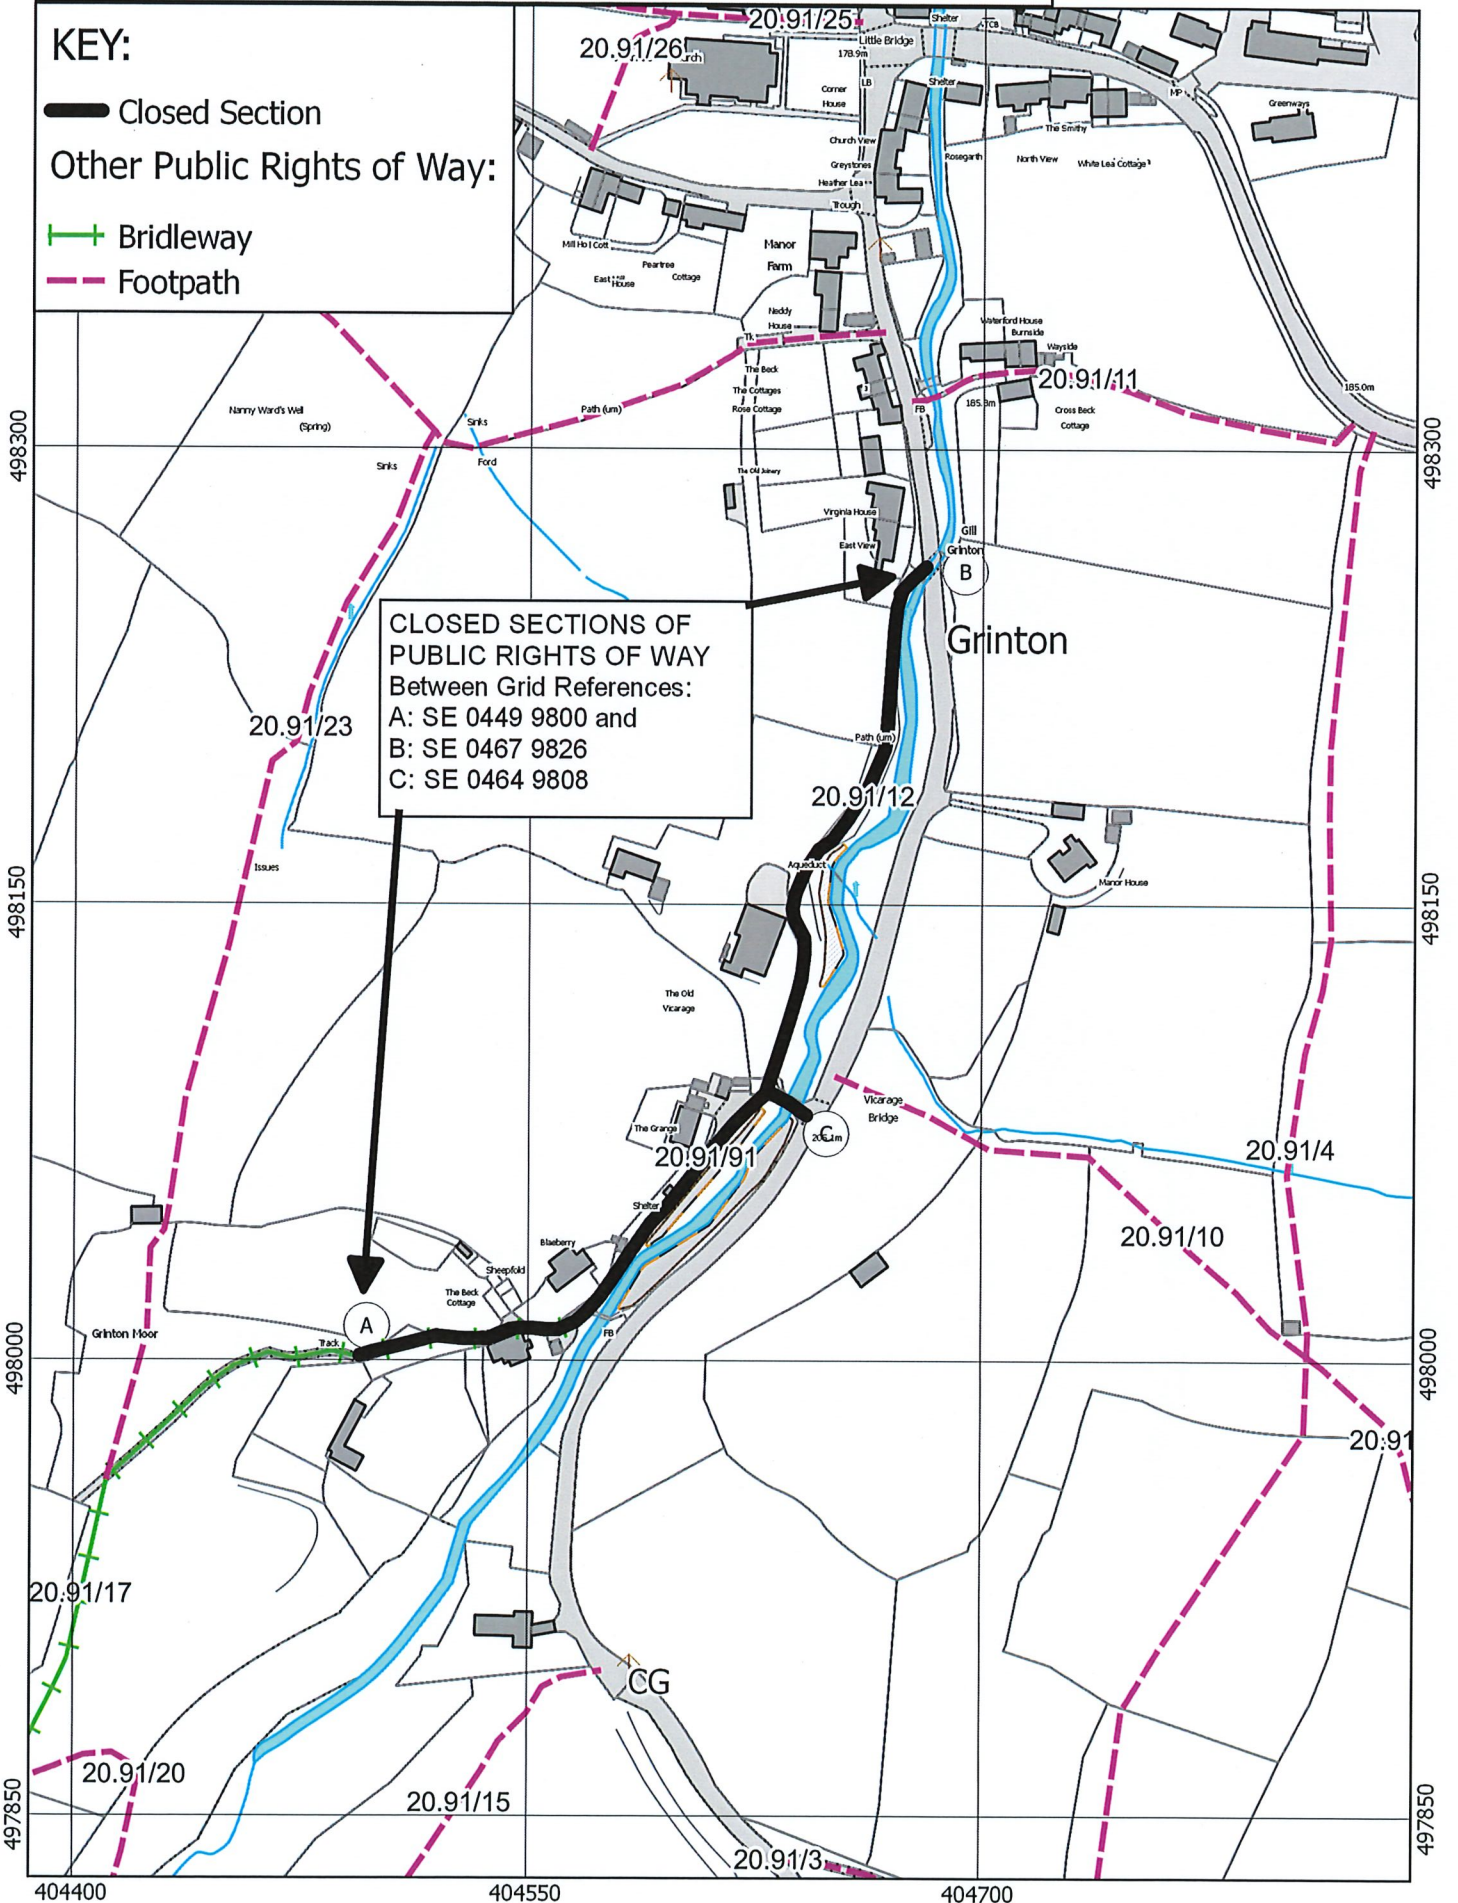 KEY:
Closed Section
Other Public Rights of Way:
Bridleway
Footpath
20.91/25
20.91/26
Shelter
TCB
Little Bridge
178.9m
LB
Corner
House
Shelter
MP
Greenways
The Smithy
Church View
Greystones
Heather Lea
Trough
Rosegarth
North View
White Lea Cottage
Manor
Farm
Peartree
Cottage
House
Neddy
House
Tk
Waterford House
Burnside
Wayside
20.91/11
The Beck
The Cottages
Rose Cottage
FB
Cross Beck
Cottage
185.0m
Nanny Ward's Well
(Spring)
Path (um)
Sinks
Ford
Sinks
498300
498300
The Old Joinery
Virginia House
East View
Gill
Grinton
B
Grinton
CLOSED SECTIONS OF
PUBLIC RIGHTS OF WAY
Between Grid References:
A: SE 0449 9800 and
B: SE 0467 9826
C: SE 0464 9808
20.91/23
Path (um)
20.91/12
Issues
Aqueduct
Manor House
498150
498150
The Old
Vicarage
Vicarage
Bridge
C
The Grange
20.91/91
20.91/4
Shelter
20.91/10
Blaeberry
Sheepfold
The Beck
Cottage
A
Grinton Moor
Track
FB
498000
498000
20.91
20.91/17
CG
20.91/20
20.91/15
20.91/3
497850
497850
404400
404550
404700